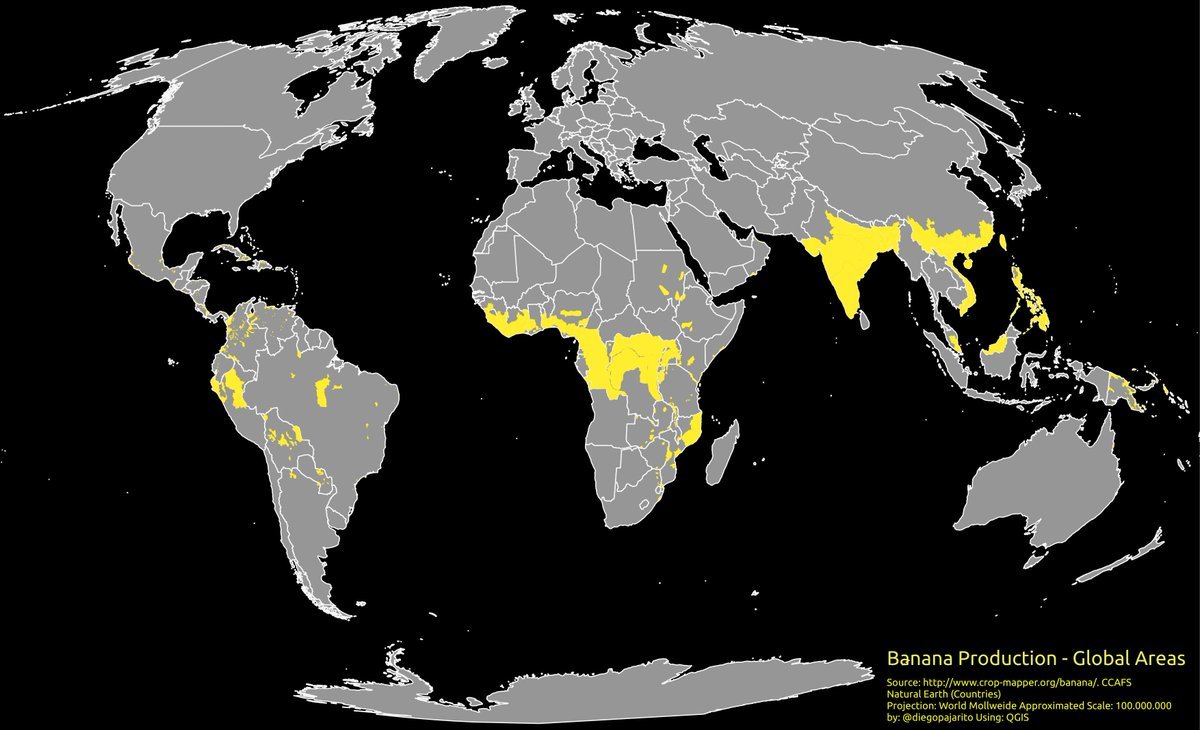 Banana Production - Global Areas
Source: http://www.crop-mapper.org/banana/. CCAFS
Natural Earth (Countries)
Projection: World Mollweide Approximated Scale: 100.000.000
by: @diegopajarito Using: QGIS